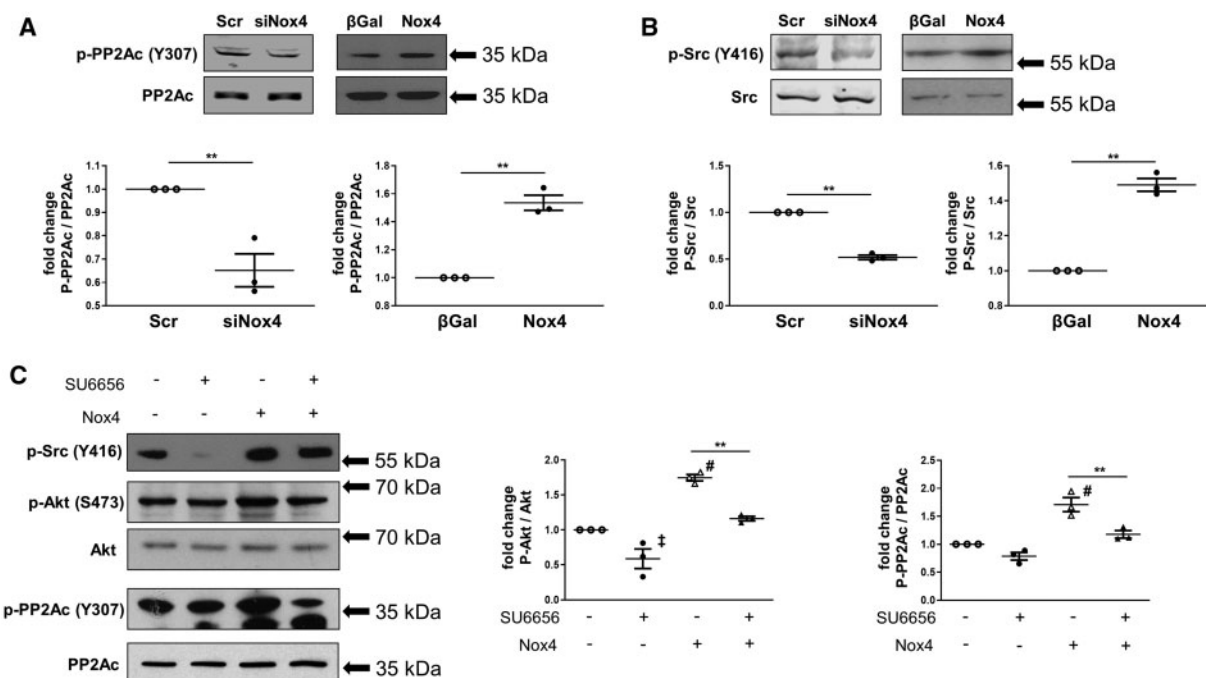 A
Scr siNox4
βGal Nox4
p-PP2Ac (Y307)
35 kDa
PP2Ac
35 kDa
**
fold change
P-PP2Ac / PP2Ac
1.1
1.0
0.9
0.8
0.7
0.6
0.5
Scr siNox4
**
fold change
P-PP2Ac / PP2Ac
1.8
1.6
1.4
1.2
1.0
0.8
βGal Nox4
B
Scr siNox4
βGal Nox4
p-Src (Y416)
55 kDa
Src
55 kDa
**
fold change
P-Src / Src
1.5
1.0
0.5
0.0
Scr siNox4
**
fold change
P-Src / Src
1.8
1.6
1.4
1.2
1.0
0.8
βGal Nox4
C
SU6656 - + - +
Nox4 - - + +
p-Src (Y416)
55 kDa
p-Akt (S473)
70 kDa
Akt
70 kDa
p-PP2Ac (Y307)
35 kDa
PP2Ac
35 kDa
fold change
P-Akt / Akt
2.0
1.5
1.0
0.5
0.0
‡
#
**
SU6656 - + - +
Nox4 - - + +
fold change
P-PP2Ac / PP2Ac
2.5
2.0
1.5
1.0
0.5
0.0
#
**
SU6656 - + - +
Nox4 - - + +